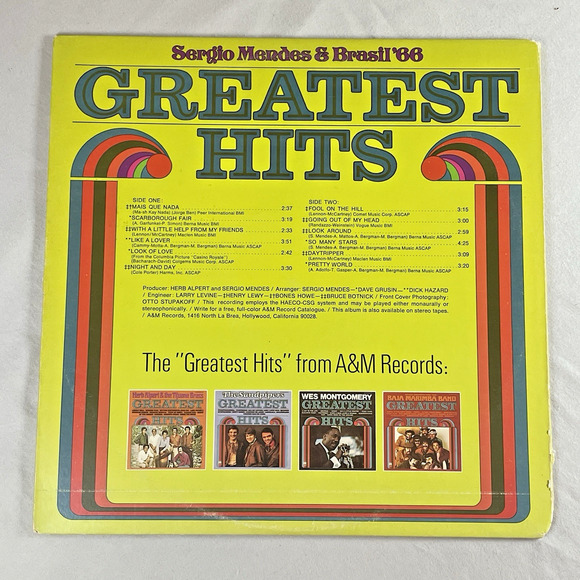 Sergio Mendes & Brasil '66
GREATEST
HITS
SIDE ONE:
‡‡MAIS QUE NADA 2:37
(Ma-sh Kay Nada) (Jorge Ben) Peer International BMI
*SCARBOROUGH FAIR 3:19
(A. Garfunkel-P. Simon) Berna Music BMI
‡‡WITH A LITTLE HELP FROM MY FRIENDS 2:33
(Lennon-McCartney) Maclen Music BMI
**LIKE A LOVER 3:51
(Caymmy-Motta-A. Bergman-M. Bergman) Berna Music ASCAP
*LOOK OF LOVE 2:42
(From the Columbia Picture "Casino Royale")
(Bacharach-David) Colgems Music Corp. ASCAP
‡‡NIGHT AND DAY 3:30
(Cole Porter) Harms, Inc. ASCAP
SIDE TWO:
‡FOOL ON THE HILL 3:15
(Lennon-McCartney) Comet Music Corp. ASCAP
‡‡GOING OUT OF MY HEAD 3:00
(Randazzo-Weinstein) Vogue Music BMI
‡‡LOOK AROUND 2:59
(S. Mendes-A. Mattos-A. Bergman-M. Bergman) Berna Music ASCAP
*SO MANY STARS 4:25
(S. Mendes-A. Bergman-M. Bergman) Berna Music ASCAP
‡‡DAYTRIPPER 3:09
(Lennon-McCartney) Maclen Music BMI
*PRETTY WORLD 3:20
(A. Adolfo-T. Gasper-A. Bergman-M. Bergman) Berna Music ASCAP
Producer: HERB ALPERT and SERGIO MENDES / Arranger: SERGIO MENDES—*DAVE GRUSIN—**DICK HAZARD
/ Engineer: LARRY LEVINE—‡HENRY LEWY—‡‡BONES HOWE—‡‡BRUCE BOTNICK / Front Cover Photography:
OTTO STUPAKOFF / This recording employs the HAECO-CSG system and may be played either monaurally or
stereophonically. / Write for a free, full-color A&M Record Catalogue. / This album is also available on stereo tapes.
/ A&M Records, 1416 North La Brea, Hollywood, California 90028.
The "Greatest Hits" from A&M Records:
Herb Alpert & the Tijuana Brass
GREATEST
HITS
The Sandpipers
GREATEST
HITS
WES MONTGOMERY
GREATEST
HITS
BAJA MARIMBA BAND
GREATEST
HITS